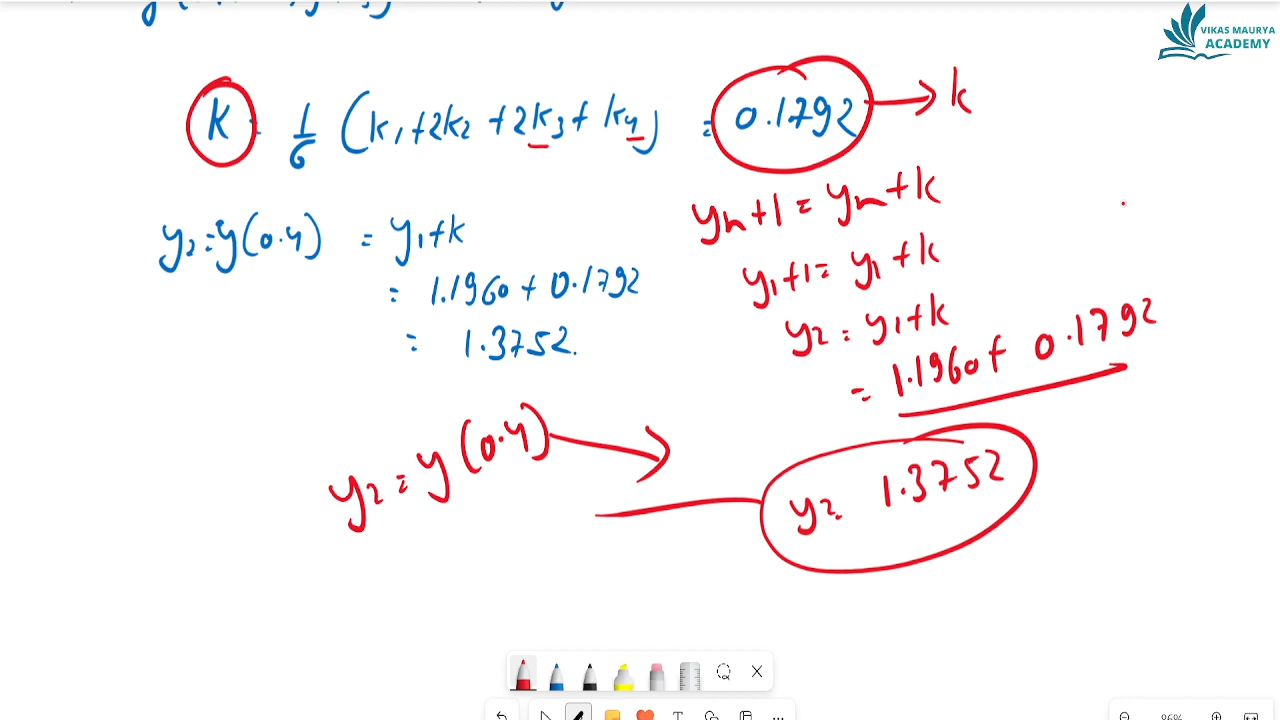 VIKAS MAURYA
ACADEMY
K = 1/6 (k1+2k2+2k3+k4) = 0.1792 → k
yn+1 = yn+k
y2=y(0.4) = y1+k
y1+1= y1+k
= 1.1960 + 0.1792
y2 = y1+k
= 1.3752.
= 1.1960+ 0.1792
y2 = y(0.4) →
y2= 1.3752
86%